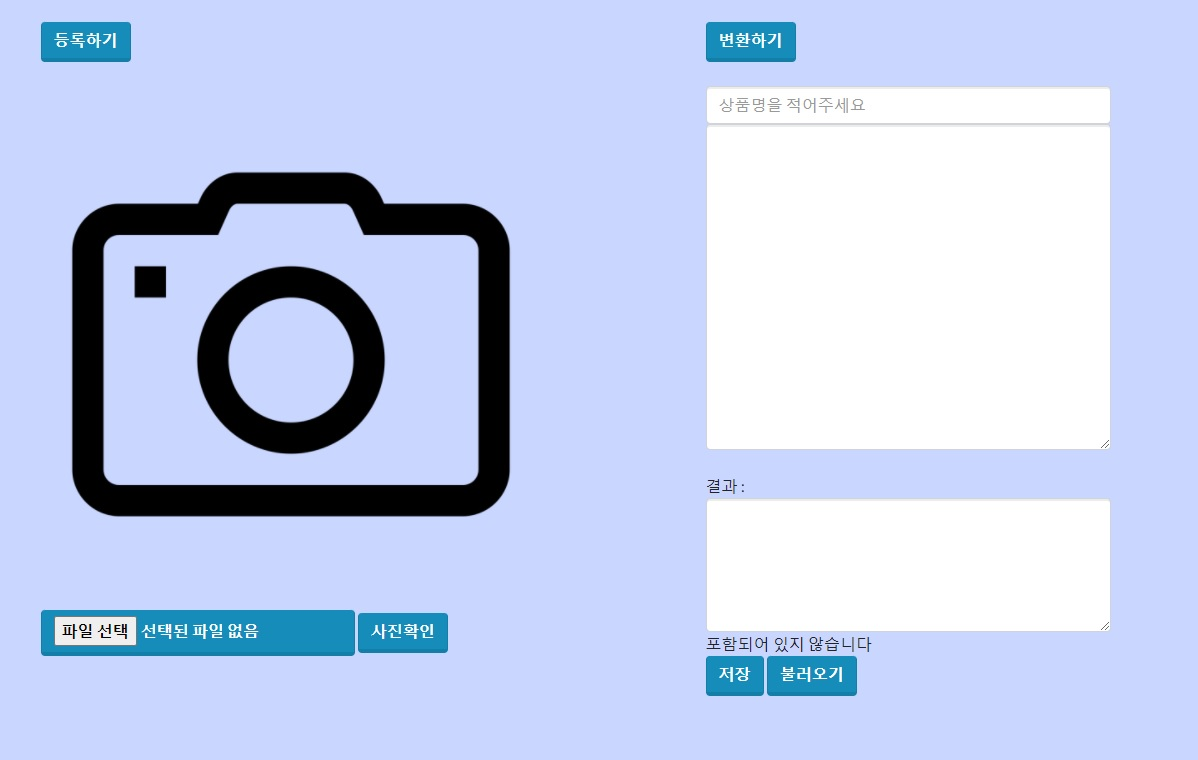 등록하기
변환하기
상품명을 적어주세요
결과 :
포함되어 있지 않습니다
파일 선택 선택된 파일 없음 사진확인
저장 불러오기